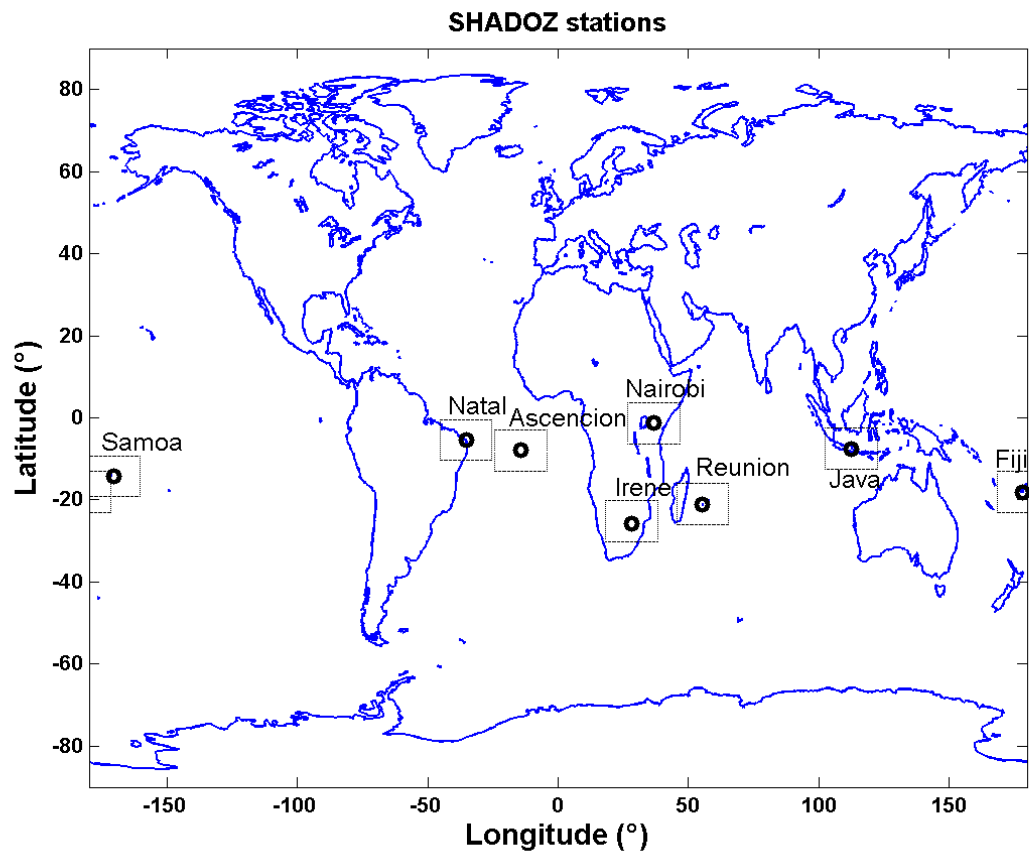 SHADOZ stations
80
60
40
20
0
-20
-40
-60
-80
Latitude (°)
Samoa
Natal
Ascencion
Nairobi
Irene
Reunion
Java
Fiji
-150
-100
-50
0
50
100
150
Longitude (°)